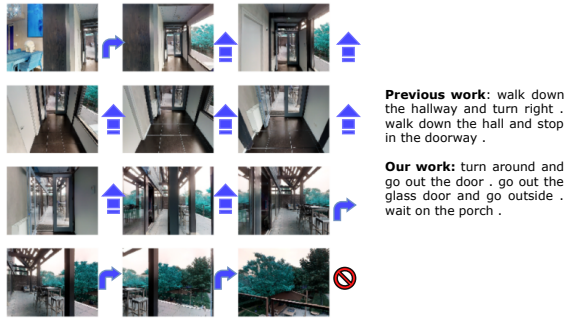 Previous work: walk down
the hallway and turn right .
walk down the hall and stop
in the doorway .
Our work: turn around and
go out the door . go out the
glass door and go outside .
wait on the porch .